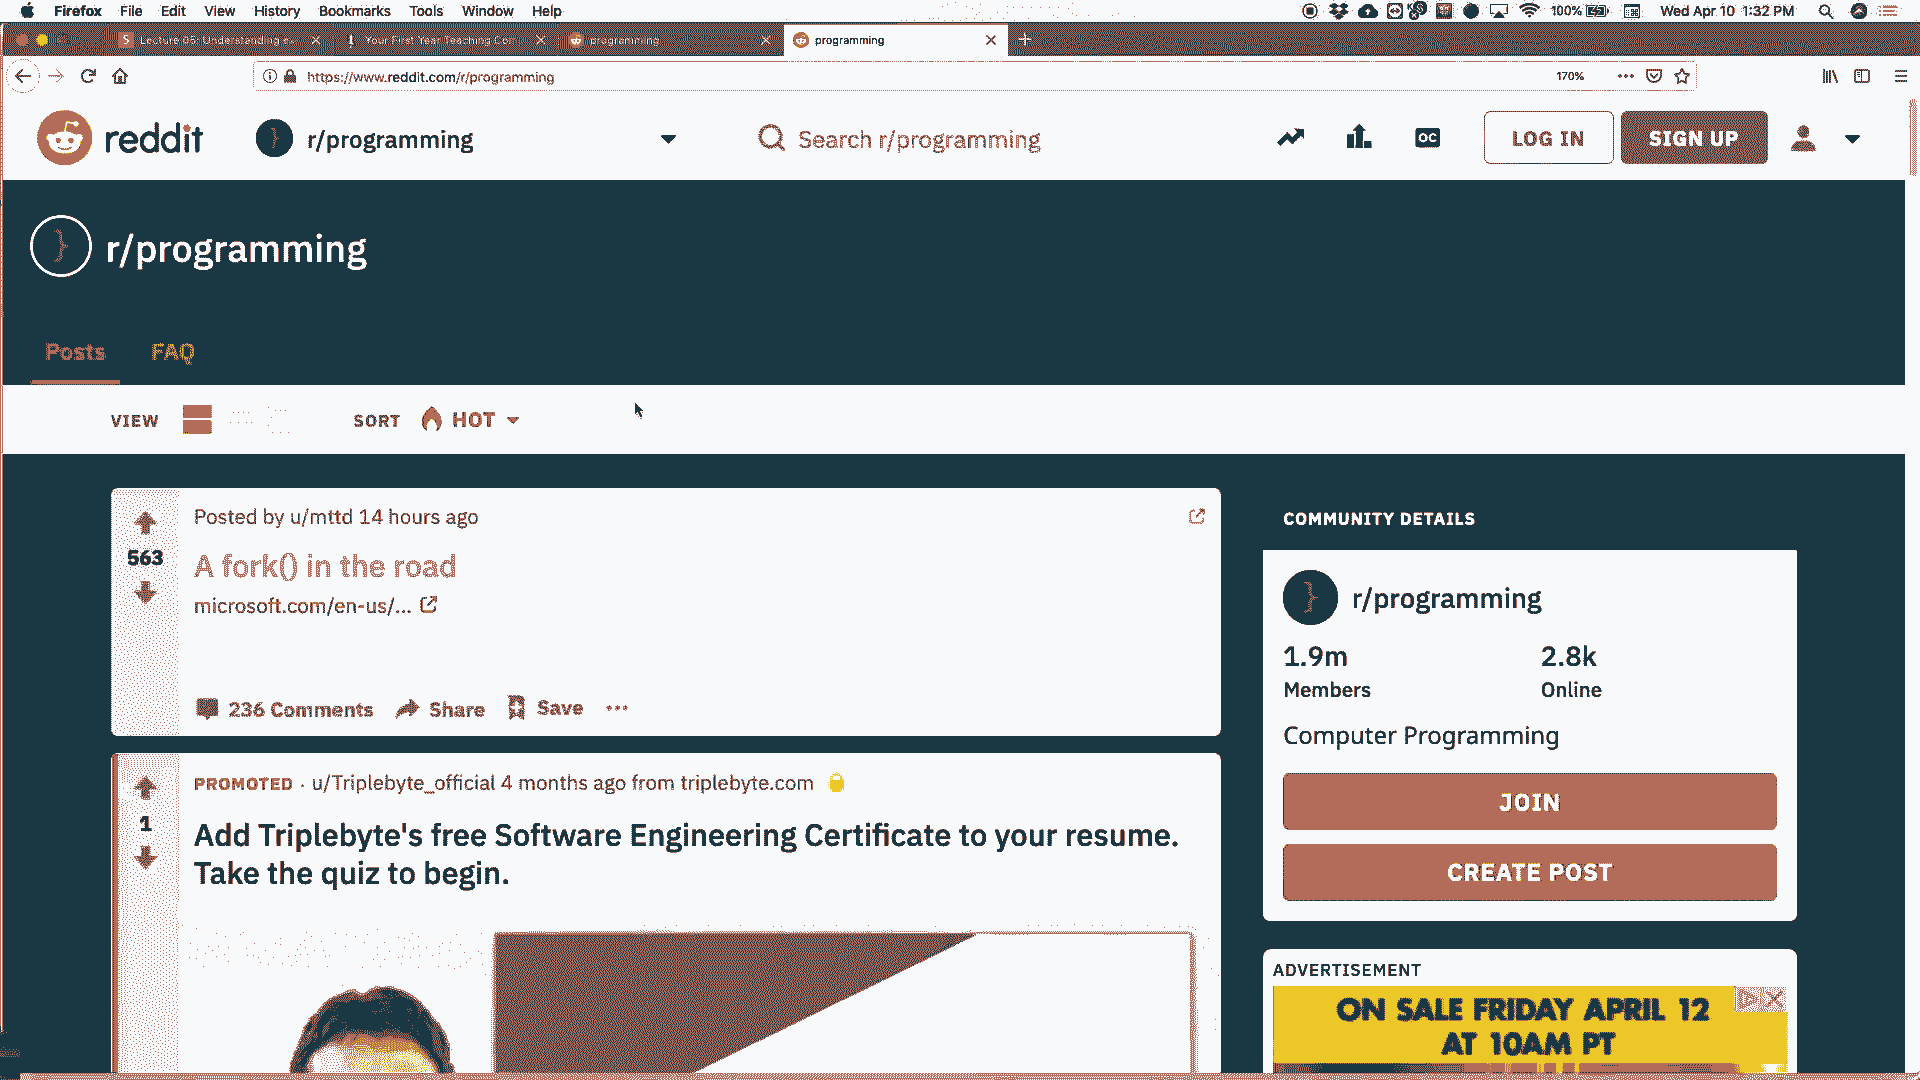 Firefox File Edit View History Bookmarks Tools Window Help
100% Wed Apr 10 1:32 PM
Lecture 05: Understanding
Your First Year Teaching
programming
programming
https://www.reddit.com/r/programming
170%
reddit
r/programming
Search r/programming
OC
LOG IN
SIGN UP
r/programming
Posts
FAQ
VIEW
SORT
HOT
Posted by u/mttd 14 hours ago
563
A fork() in the road
microsoft.com/en-us/...
236 Comments
Share
Save
PROMOTED · u/Triplebyte_official 4 months ago from triplebyte.com
1
Add Triplebyte's free Software Engineering Certificate to your resume.
Take the quiz to begin.
COMMUNITY DETAILS
r/programming
1.9m
2.8k
Members
Online
Computer Programming
JOIN
CREATE POST
ADVERTISEMENT
ON SALE FRIDAY APRIL 12
AT 10AM PT